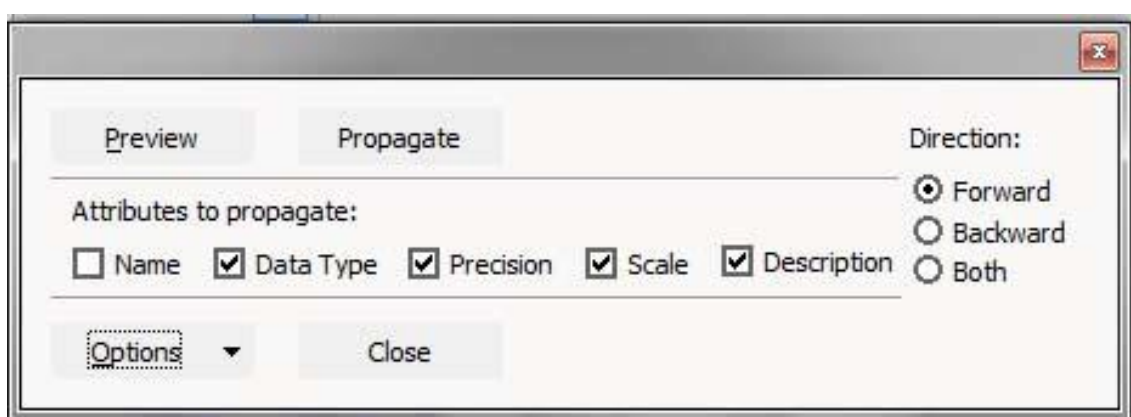 Preview Propagate Direction:
Forward
Attributes to propagate:
Backward
Name Data Type Precision Scale Description
Both
Options Close